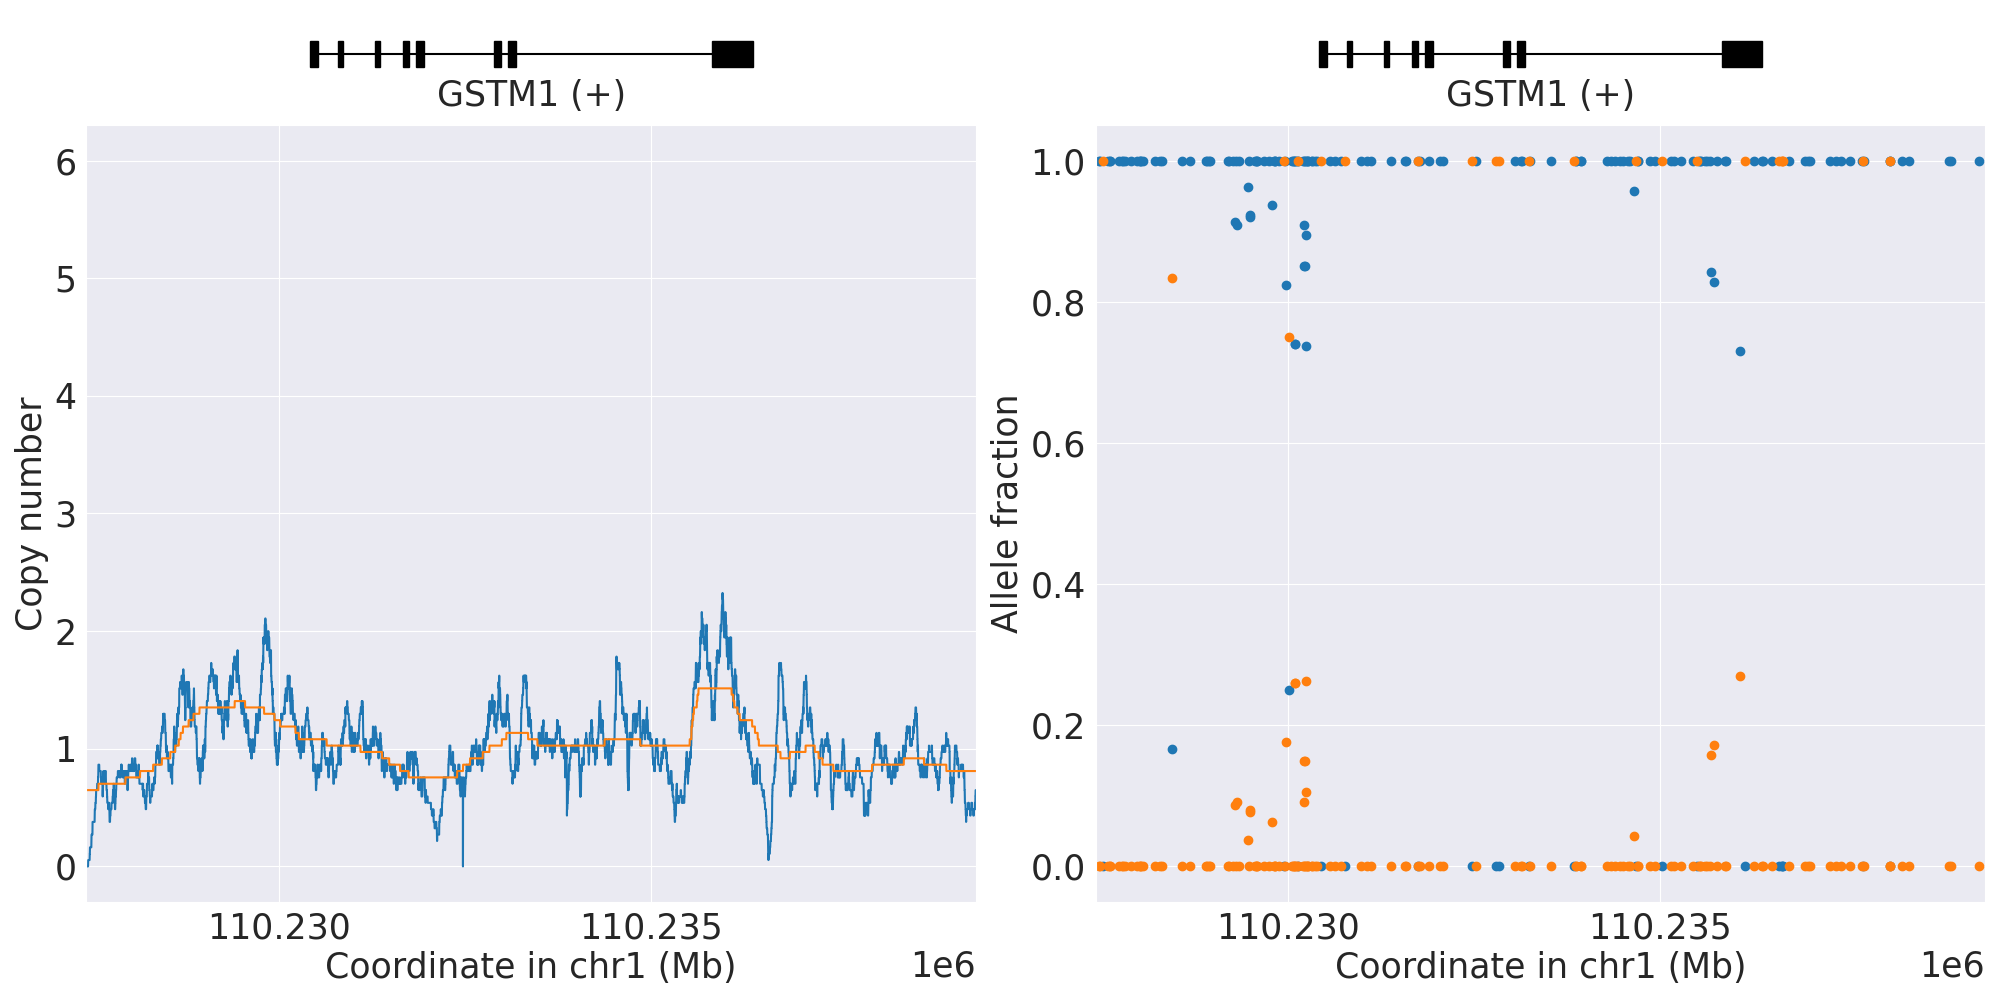 GSTM1 (+)
6
5
4
3
2
1
0
Copy number
110.230
110.235
Coordinate in chr1 (Mb)
1e6
GSTM1 (+)
1.0
0.8
0.6
0.4
0.2
0.0
Allele fraction
110.230
110.235
Coordinate in chr1 (Mb)
1e6